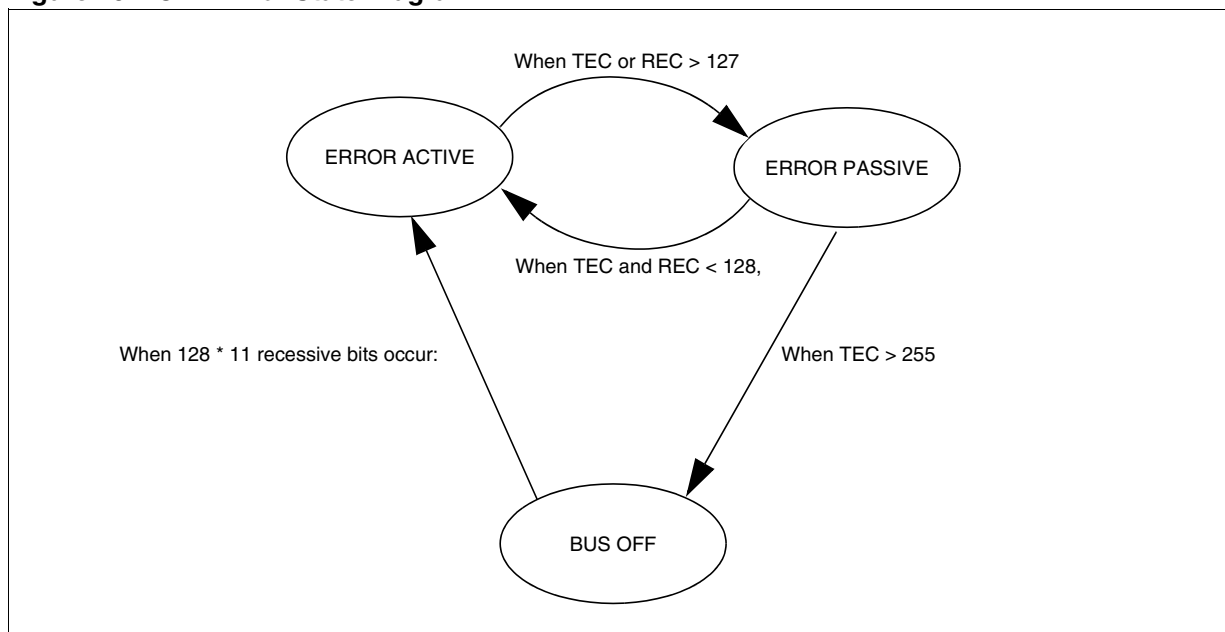 When TEC or REC > 127
ERROR ACTIVE
ERROR PASSIVE
When TEC and REC < 128,
When 128 * 11 recessive bits occur:
When TEC > 255
BUS OFF